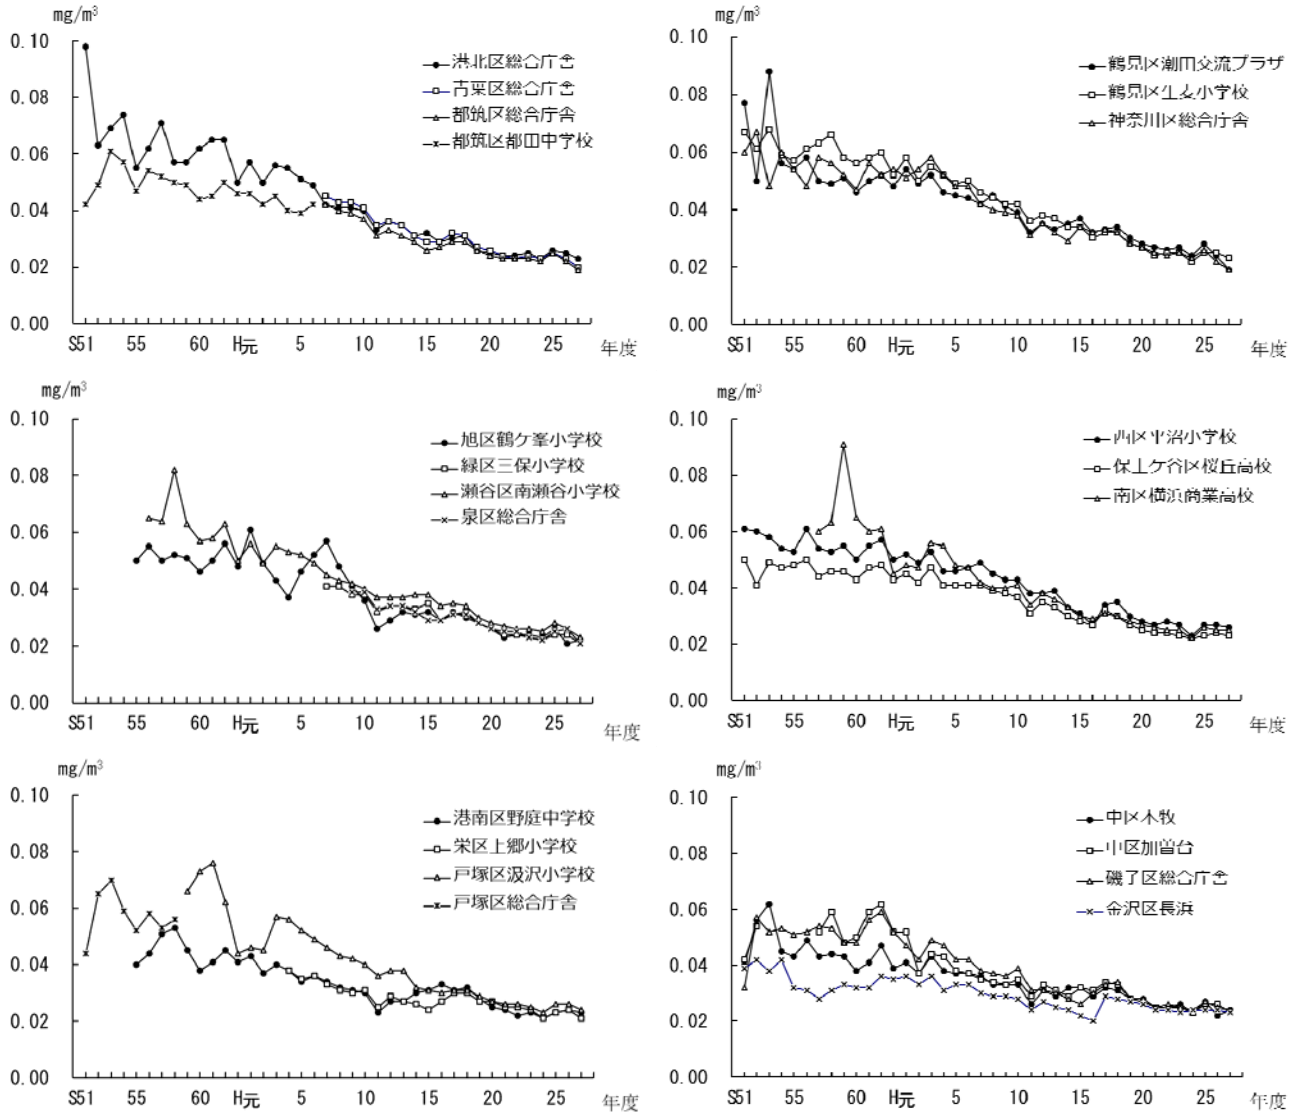 mg/m³
0.10
0.08
0.06
0.04
0.02
0.00
港北区総合庁舎
青葉区総合庁舎
都筑区総合庁舎
都筑区都田中学校
S51 55 60 H元 5 10 15 20 25 年度
mg/m³
0.10
0.08
0.06
0.04
0.02
0.00
鶴見区潮田交流プラザ
鶴見区生麦小学校
神奈川区総合庁舎
S51 55 60 H元 5 10 15 20 25 年度
mg/m³
0.10
0.08
0.06
0.04
0.02
0.00
旭区鶴ケ峯小学校
緑区三保小学校
瀬谷区南瀬谷小学校
泉区総合庁舎
S51 55 60 H元 5 10 15 20 25 年度
mg/m³
0.10
0.08
0.06
0.04
0.02
0.00
西区平沼小学校
保土ケ谷区桜丘高校
南区横浜商業高校
S51 55 60 H元 5 10 15 20 25 年度
mg/m³
0.10
0.08
0.06
0.04
0.02
0.00
港南区野庭中学校
栄区上郷小学校
戸塚区汲沢小学校
戸塚区総合庁舎
S51 55 60 H元 5 10 15 20 25 年度
mg/m³
0.10
0.08
0.06
0.04
0.02
0.00
中区本牧
中区加曽台
磯子区総合庁舎
金沢区長浜
S51 55 60 H元 5 10 15 20 25 年度